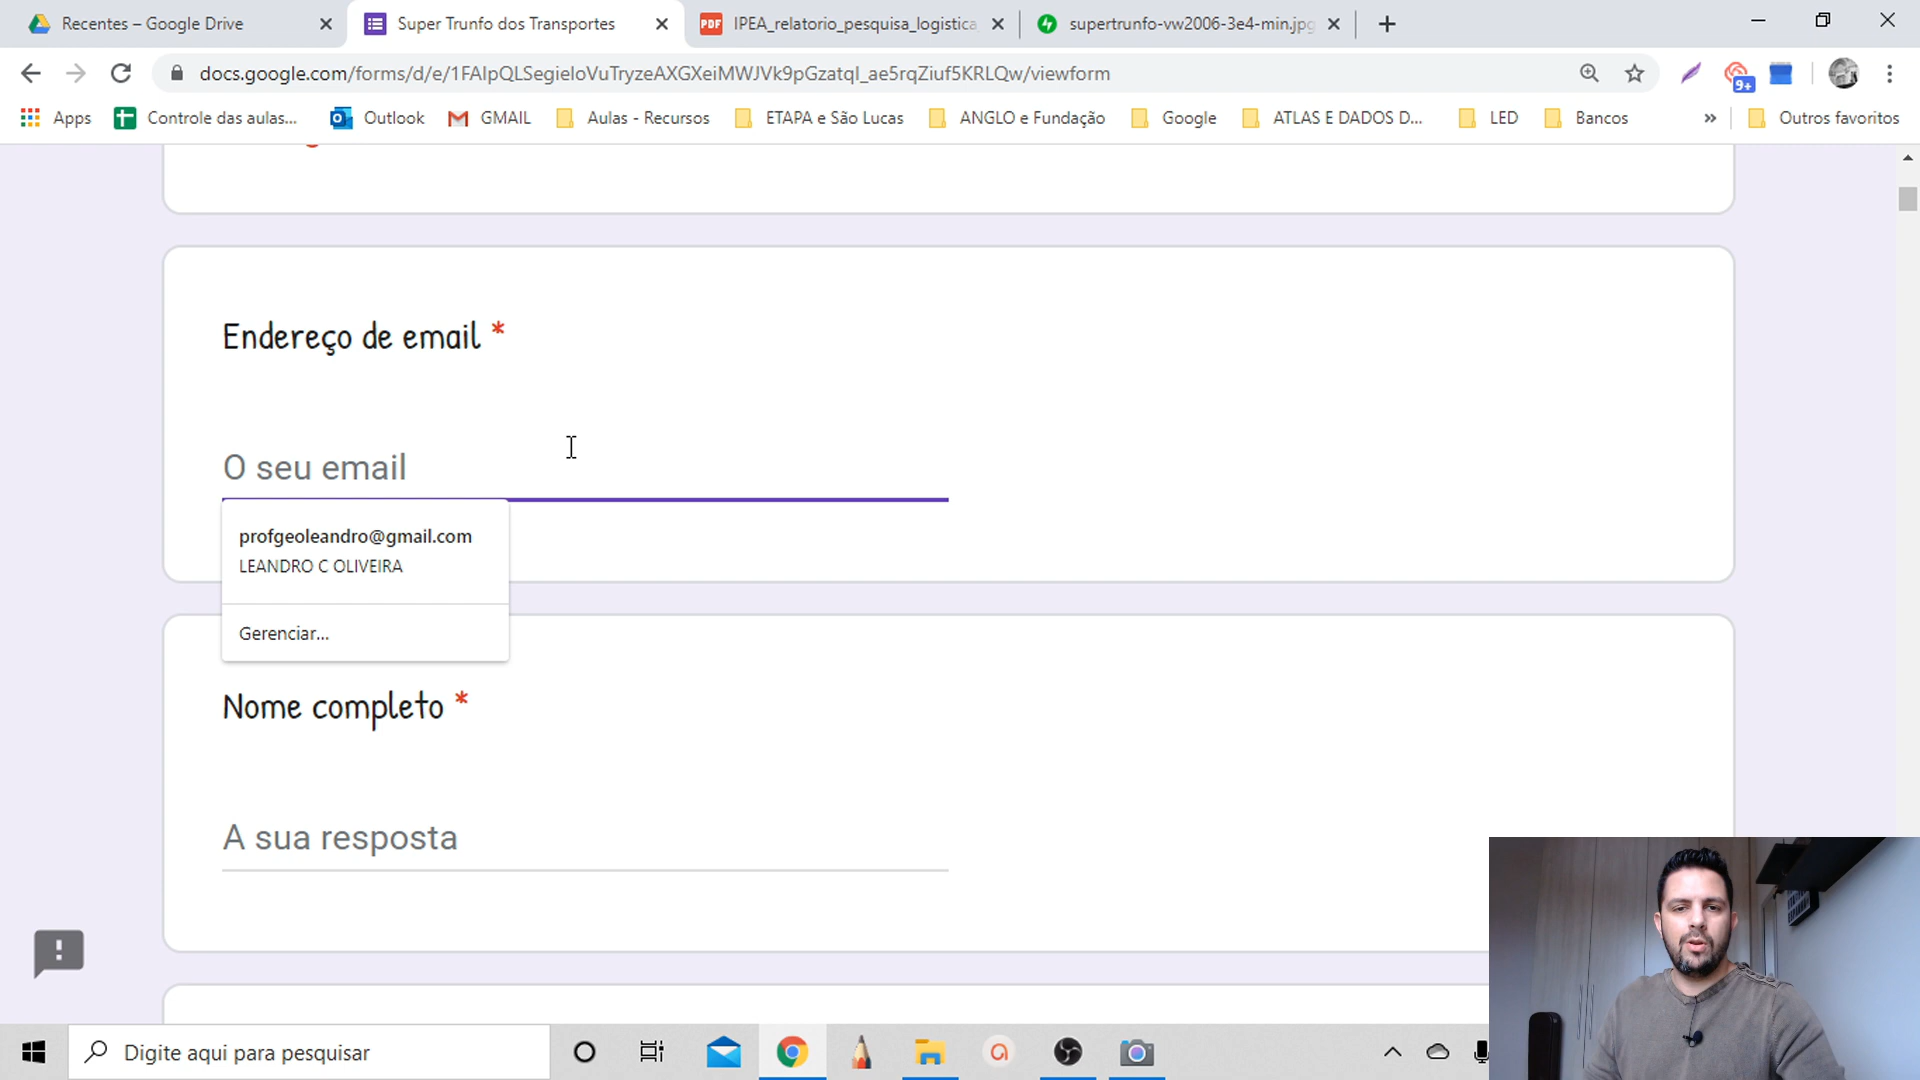 Recentes – Google Drive
Super Trunfo dos Transportes
PDF
IPEA_relatorio_pesquisa_logistica
supertrunfo-vw2006-3e4-min.jpg
docs.google.com/forms/d/e/1FAIpQLSegieIoVuTryzeAXGXeiMWJVk9pGzatqI_ae5rqZiuf5KRLQw/viewform
9+
Apps
Controle das aulas...
Outlook
GMAIL
Aulas - Recursos
ETAPA e São Lucas
ANGLO e Fundação
Google
ATLAS E DADOS D...
LED
Bancos
»
Outros favoritos
Endereço de email *
O seu email
profgeoleandro@gmail.com
LEANDRO C OLIVEIRA
Gerenciar...
Nome completo *
A sua resposta
Digite aqui para pesquisar